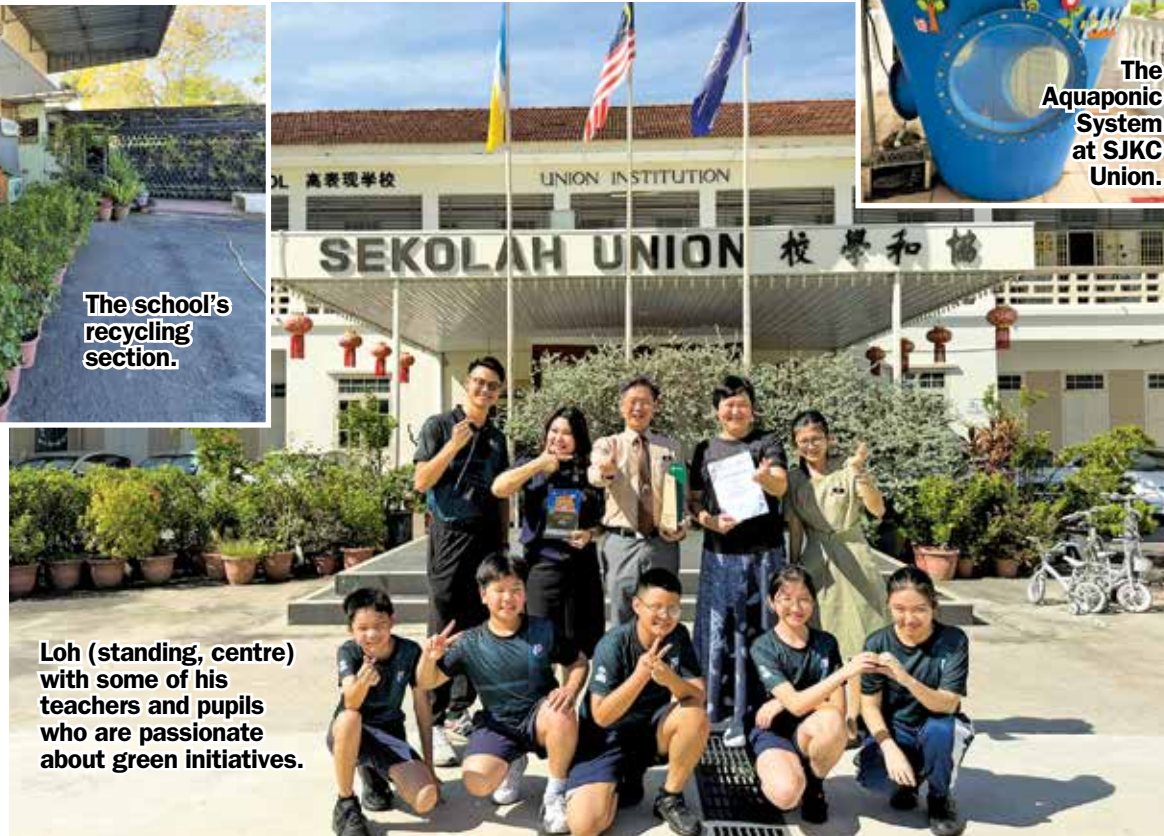 The
Aquaponic
System
at SJKC
Union.
OL 高表现学校 UNION INSTITUTION
SEKOLAH UNION 協和學校
The school's
recycling
section.
Loh (standing, centre)
with some of his
teachers and pupils
who are passionate
about green initiatives.